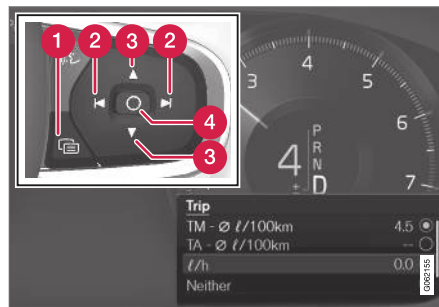 1
2
3
2
4
3
3
4
5
6
7
4
P
R
N
D
±
Trip
TM - Ø ℓ/100km 4.5
TA - Ø ℓ/100km --
ℓ/h 0.0
Neither
G062155